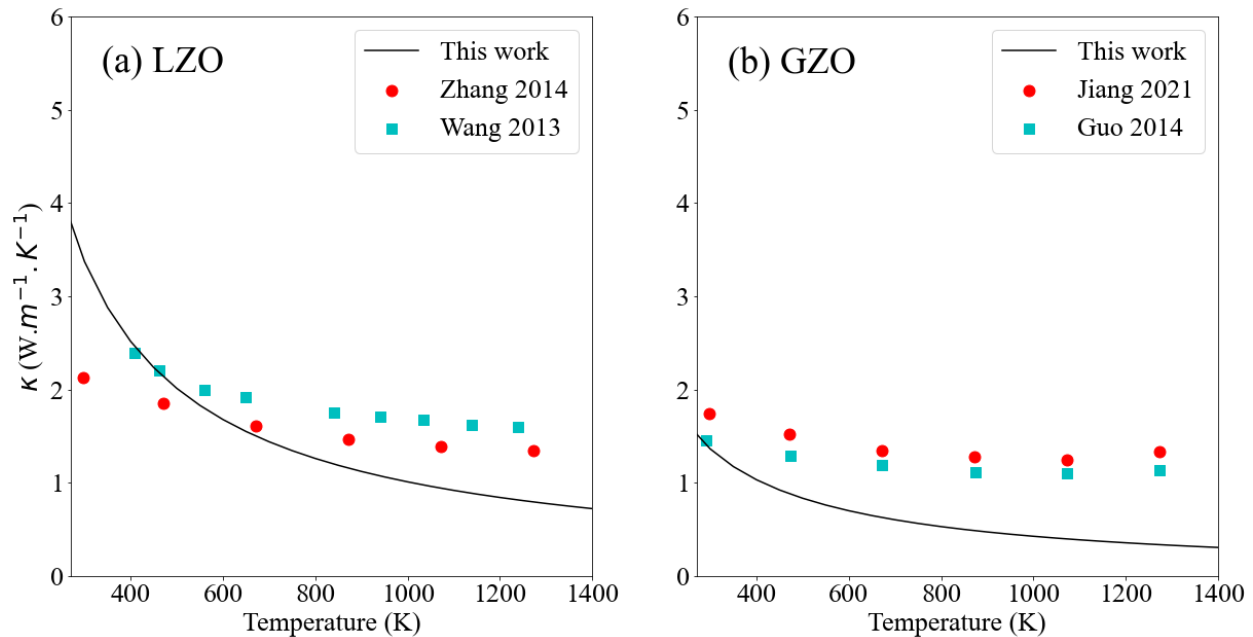 (a) LZO
This work
Zhang 2014
Wang 2013
κ (W.m⁻¹.K⁻¹)
6
5
4
3
2
1
0
400 600 800 1000 1200 1400
Temperature (K)
(b) GZO
This work
Jiang 2021
Guo 2014
6
5
4
3
2
1
0
400 600 800 1000 1200 1400
Temperature (K)